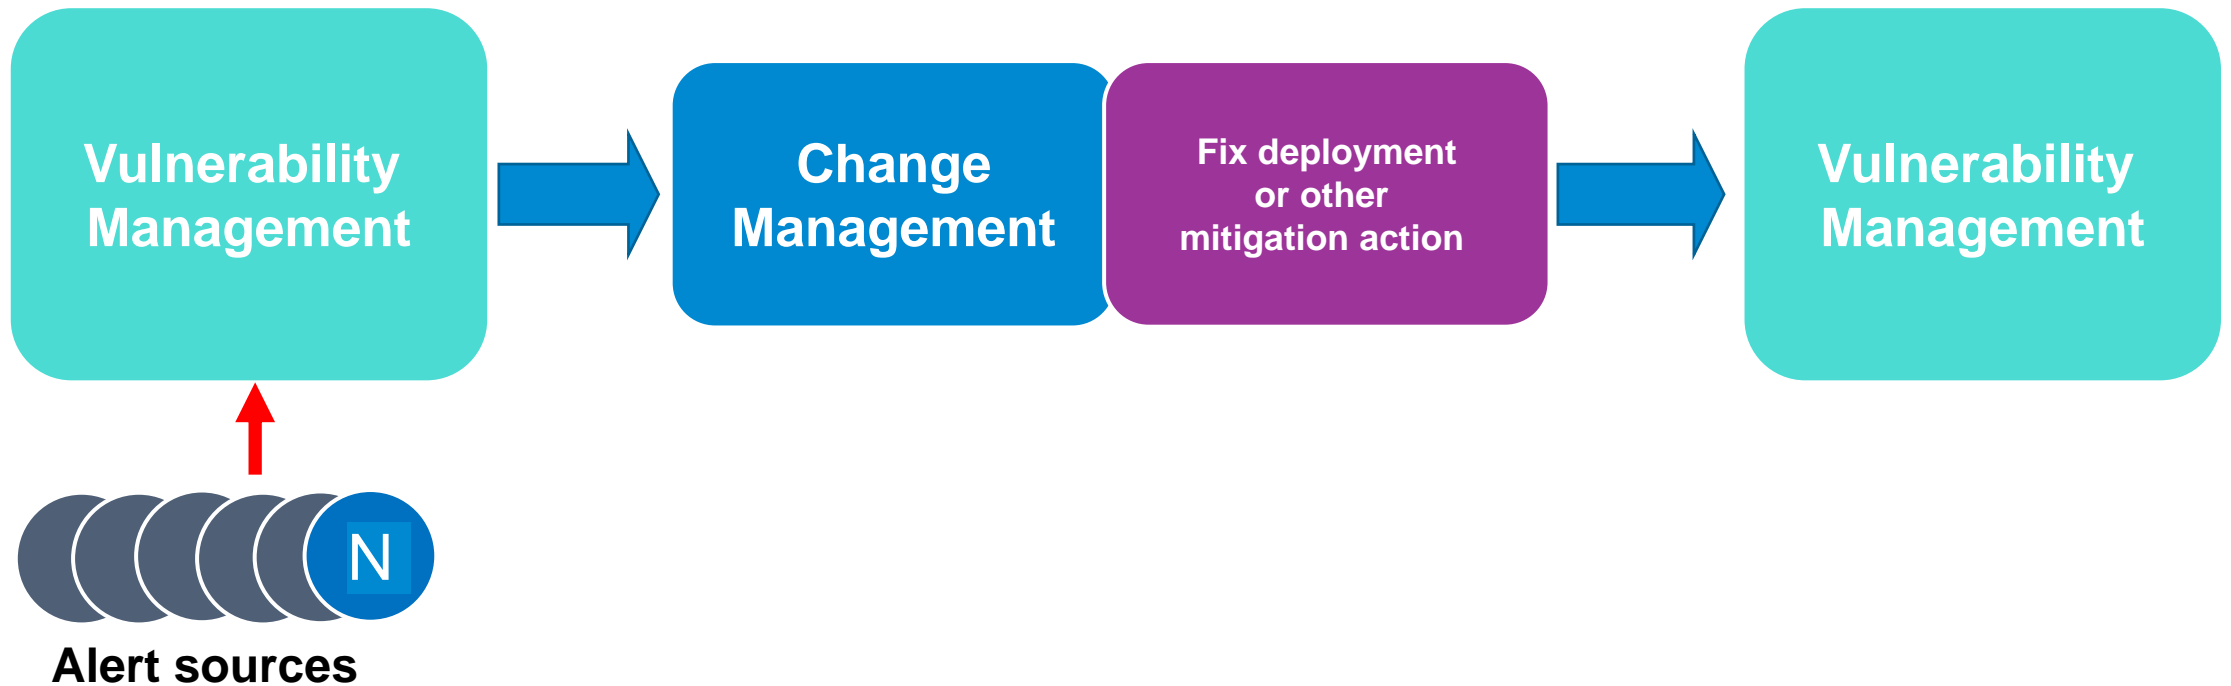 Vulnerability
Management
Change
Management
Fix deployment
or other
mitigation action
Vulnerability
Management
N
Alert sources